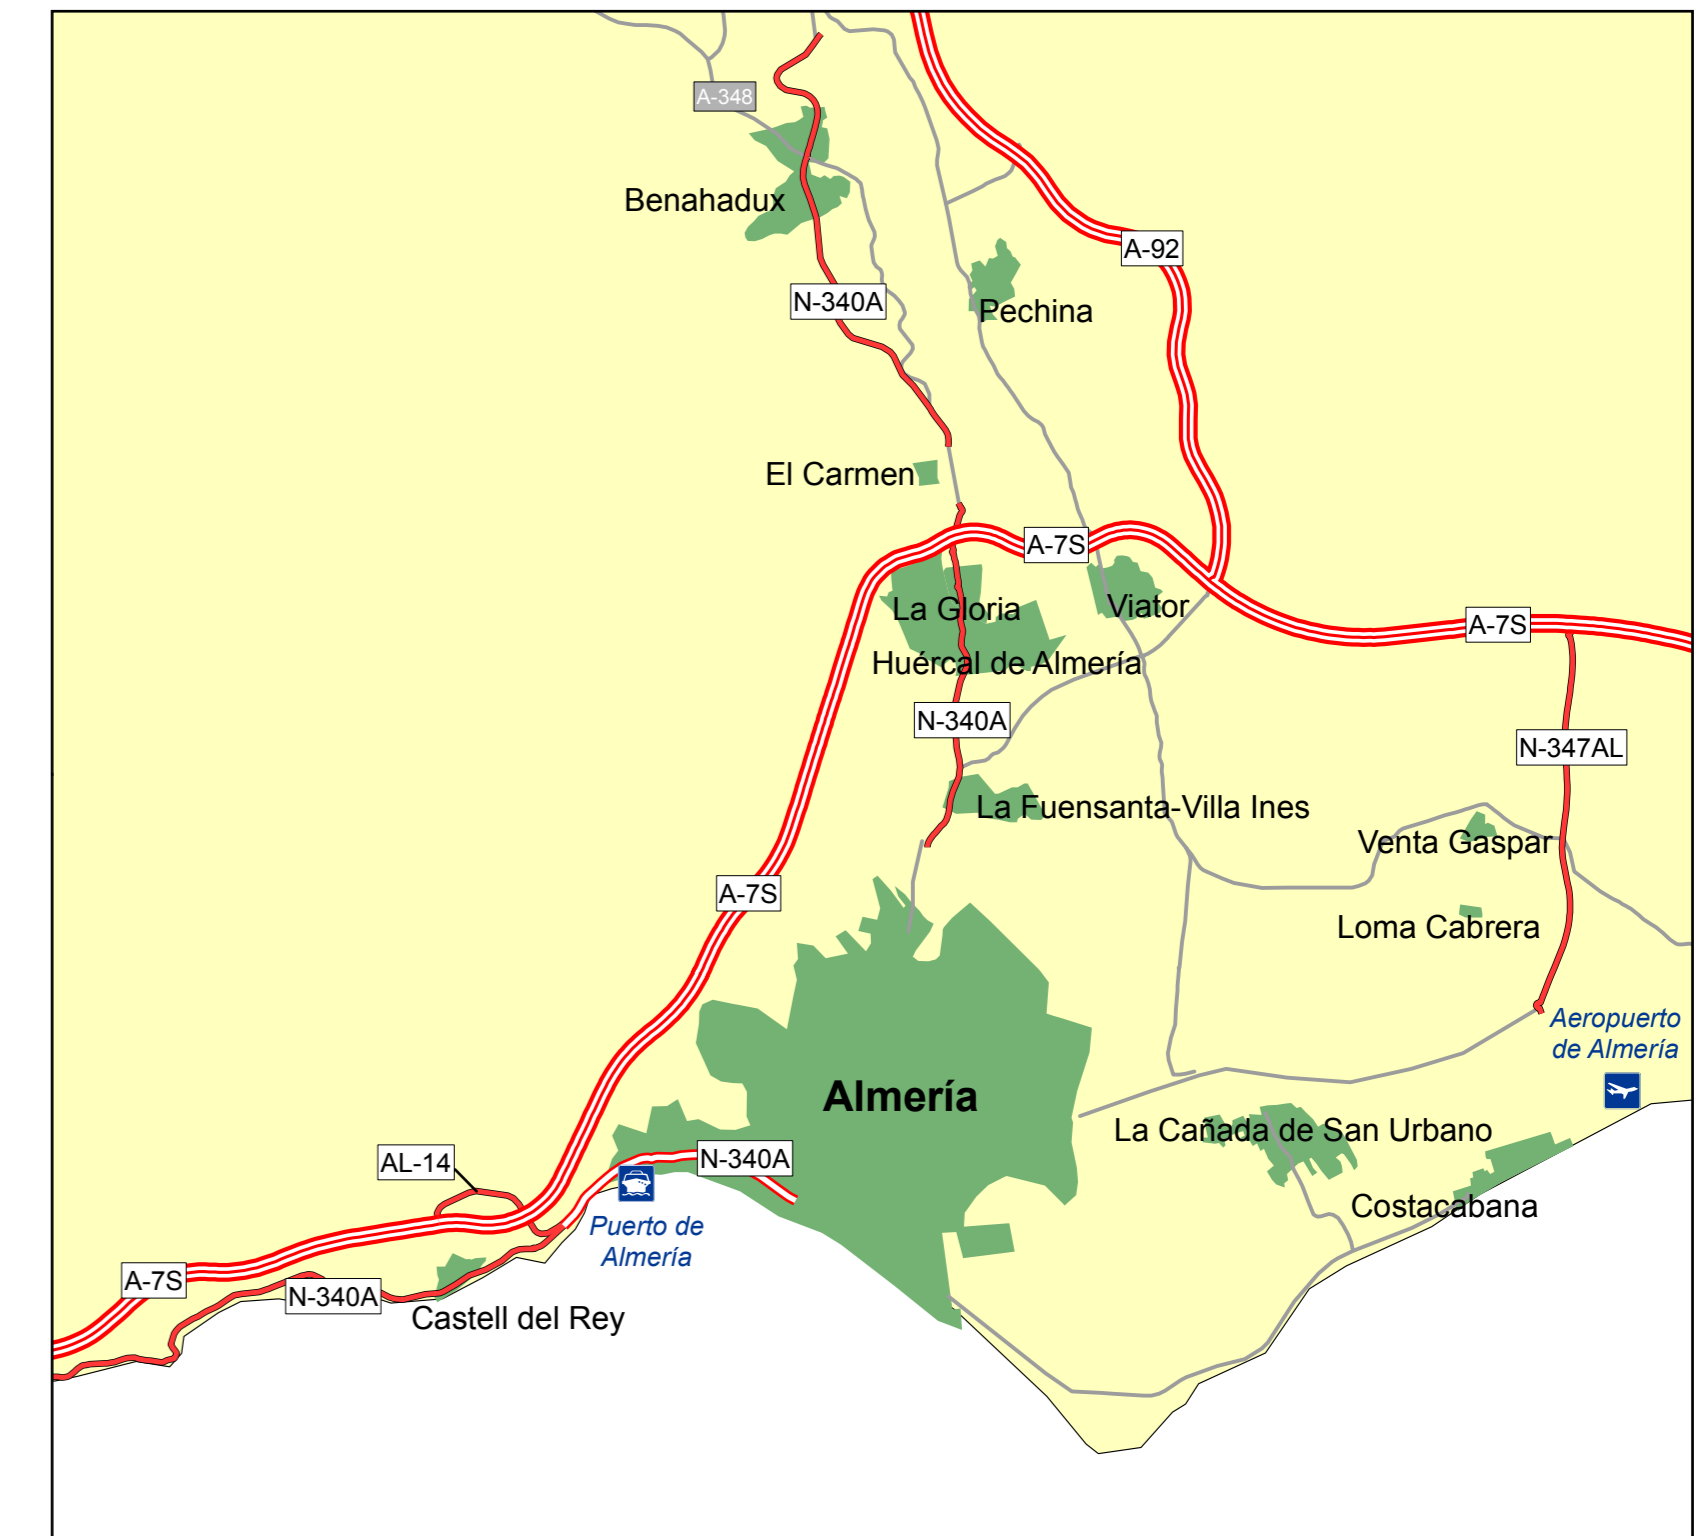 A-348
Benahadux
A-92
N-340A
Pechina
El Carmen
A-7S
La Gloria
Viator
A-7S
Huércal de Almería
N-340A
N-347AL
La Fuensanta-Villa Ines
Venta Gaspar
A-7S
Loma Cabrera
Aeropuerto
de Almería
Almería
La Cañada de San Urbano
AL-14
N-340A
Costacabana
Puerto de
Almería
A-7S
N-340A
Castell del Rey